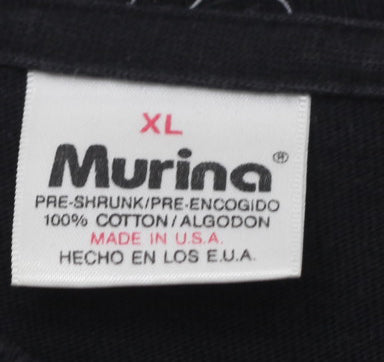 XL
Murina®
PRE-SHRUNK/PRE-ENCOGIDO
100% COTTON/ALGODON
MADE IN U.S.A.
HECHO EN LOS E.U.A.